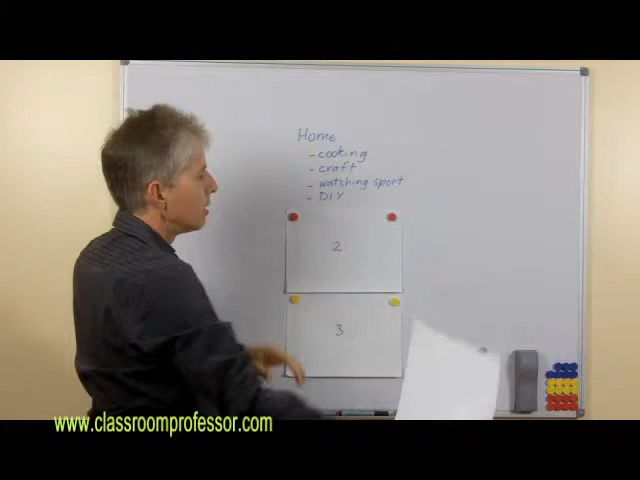 Home
- cooking
- craft
- watching sport
- DIY
2
3
www.classroomprofessor.com